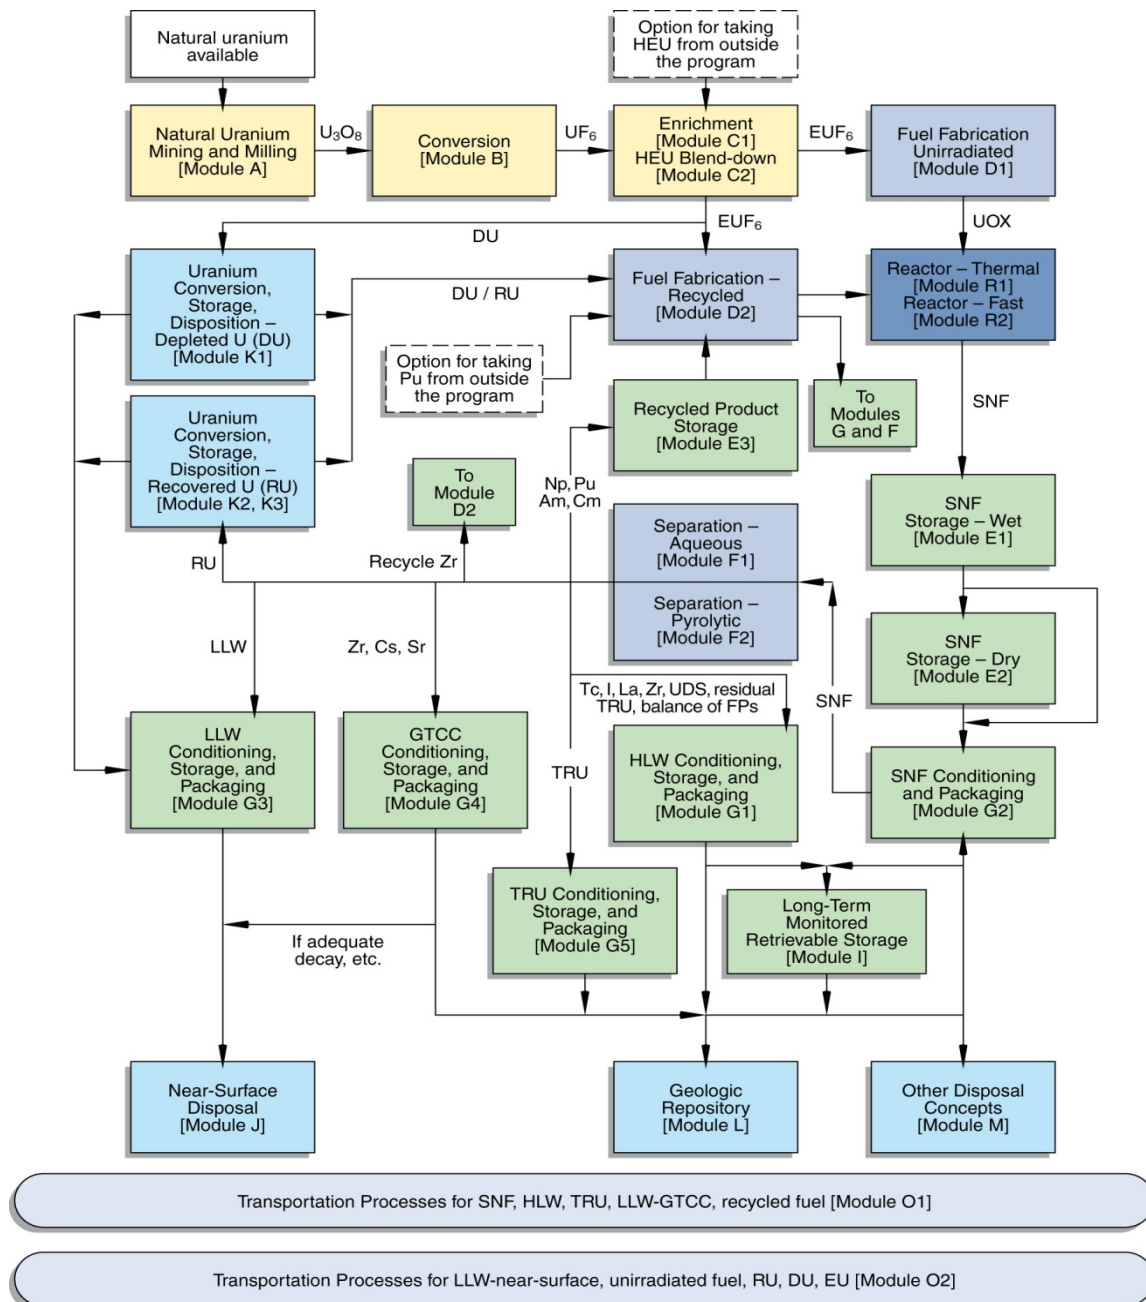 Natural uranium
available
Option for taking
HEU from outside
the program
Natural Uranium
Mining and Milling
[Module A]
U₃O₈
Conversion
[Module B]
UF₆
Enrichment
[Module C1]
HEU Blend-down
[Module C2]
EUF₆
Fuel Fabrication
Unirradiated
[Module D1]
DU
EUF₆
UOX
Uranium
Conversion,
Storage,
Disposition –
Depleted U (DU)
[Module K1]
DU / RU
Fuel Fabrication –
Recycled
[Module D2]
Reactor – Thermal
[Module R1]
Reactor – Fast
[Module R2]
Option for taking
Pu from outside
the program
To
Modules
G and F
SNF
Uranium
Conversion,
Storage,
Disposition –
Recovered U (RU)
[Module K2, K3]
Recycled Product
Storage
[Module E3]
To
Module
D2
Np, Pu
Am, Cm
SNF
Storage – Wet
[Module E1]
RU
Recycle Zr
Separation –
Aqueous
[Module F1]
Separation –
Pyrolytic
[Module F2]
SNF
Storage – Dry
[Module E2]
LLW
Zr, Cs, Sr
Tc, I, La, Zr, UDS, residual
TRU, balance of FPs
SNF
LLW
Conditioning,
Storage, and
Packaging
[Module G3]
GTCC
Conditioning,
Storage, and
Packaging
[Module G4]
TRU
HLW Conditioning,
Storage, and
Packaging
[Module G1]
SNF Conditioning
and Packaging
[Module G2]
TRU Conditioning,
Storage, and
Packaging
[Module G5]
Long-Term
Monitored
Retrievable Storage
[Module I]
If adequate
decay, etc.
Near-Surface
Disposal
[Module J]
Geologic
Repository
[Module L]
Other Disposal
Concepts
[Module M]
Transportation Processes for SNF, HLW, TRU, LLW-GTCC, recycled fuel [Module O1]
Transportation Processes for LLW-near-surface, unirradiated fuel, RU, DU, EU [Module O2]